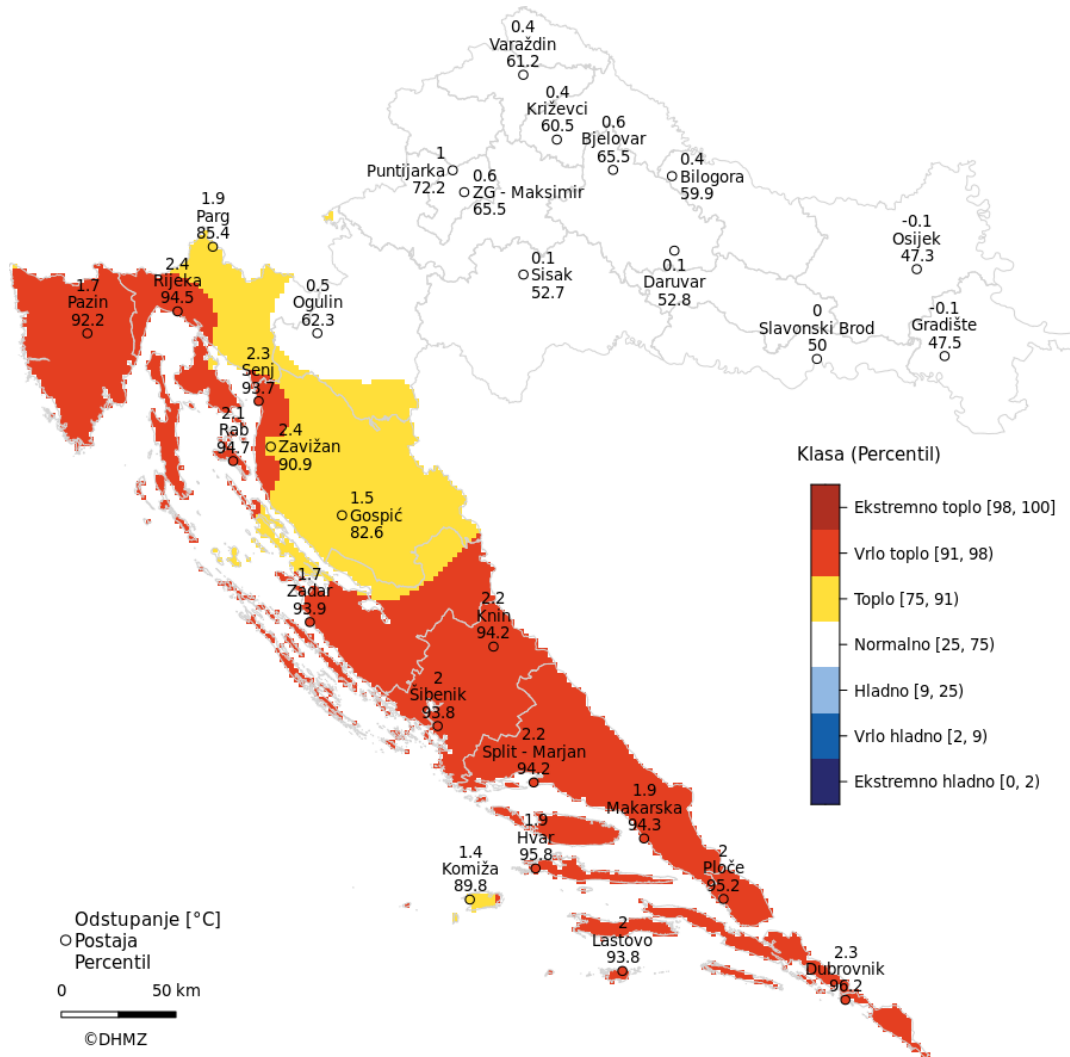 0.4
Varaždin
61.2
0.4
Križevci
60.5
0.6
Bjelovar
65.5
1
Puntijarka
72.2
0.6
ZG - Maksimir
65.5
0.4
Bilogora
59.9
1.9
Parg
85.4
-0.1
Osijek
47.3
2.4
Rijeka
94.5
1.7
Pazin
92.2
0.5
Ogulin
62.3
0.1
Sisak
52.7
0.1
Daruvar
52.8
0
Slavonski Brod
50
-0.1
Gradište
47.5
2.3
Senj
93.7
2.1
Rab
94.7
2.4
Zavižan
90.9
1.5
Gospić
82.6
1.7
Zadar
93.9
2.2
Knin
94.2
2
Šibenik
93.8
2.2
Split - Marjan
94.2
1.9
Makarska
94.3
1.9
Hvar
95.8
1.4
Komiža
89.8
2
Ploče
95.2
2
Lastovo
93.8
2.3
Dubrovnik
96.2
Klasa (Percentil)
Ekstremno toplo [98, 100]
Vrlo toplo [91, 98)
Toplo [75, 91)
Normalno [25, 75)
Hladno [9, 25)
Vrlo hladno [2, 9)
Ekstremno hladno [0, 2)
Odstupanje [°C]
Postaja
Percentil
0 50 km
©DHMZ